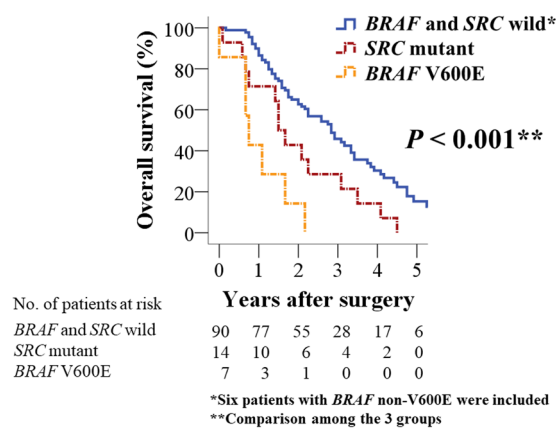 BRAF and SRC wild*
SRC mutant
BRAF V600E
P < 0.001**
Overall survival (%)
100
80
60
40
20
0
0 1 2 3 4 5
Years after surgery
No. of patients at risk
BRAF and SRC wild 90 77 55 28 17 6
SRC mutant 14 10 6 4 2 0
BRAF V600E 7 3 1 0 0 0
*Six patients with BRAF non-V600E were included
**Comparison among the 3 groups